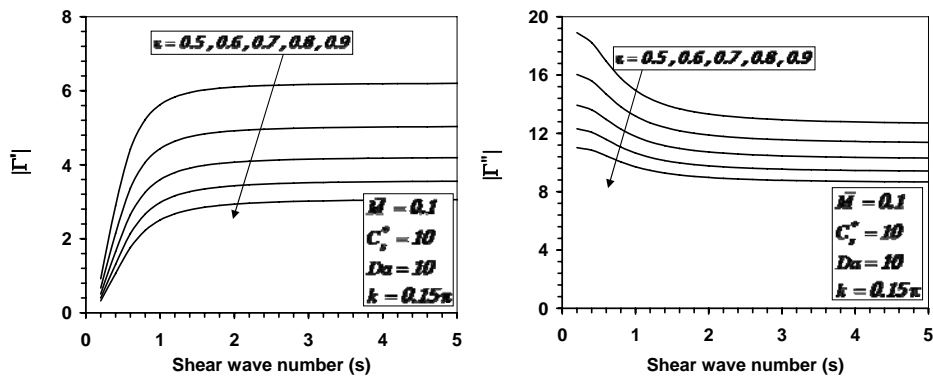 8
6
4
2
0
|Γ'|
ε = 0.5 , 0.6 , 0.7 , 0.8 , 0.9
M̄ = 0.1
C*s = 10
Da = 10
k = 0.15π
0 1 2 3 4 5
Shear wave number (s)
20
16
12
8
4
0
|Γ"|
ε = 0.5 , 0.6 , 0.7 , 0.8 , 0.9
M̄ = 0.1
C*s = 10
Da = 10
k = 0.15π
0 1 2 3 4 5
Shear wave number (s)